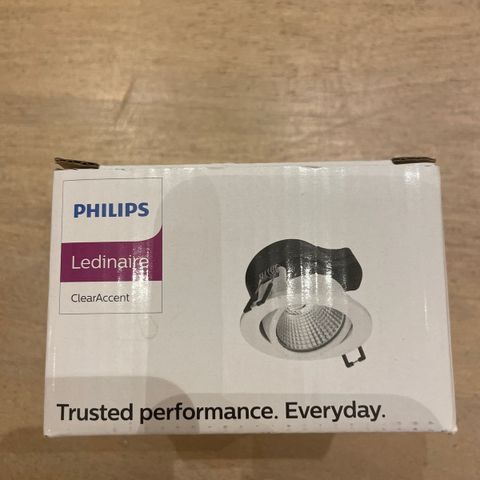 PHILIPS
Ledinaire
ClearAccent
Trusted performance. Everyday.